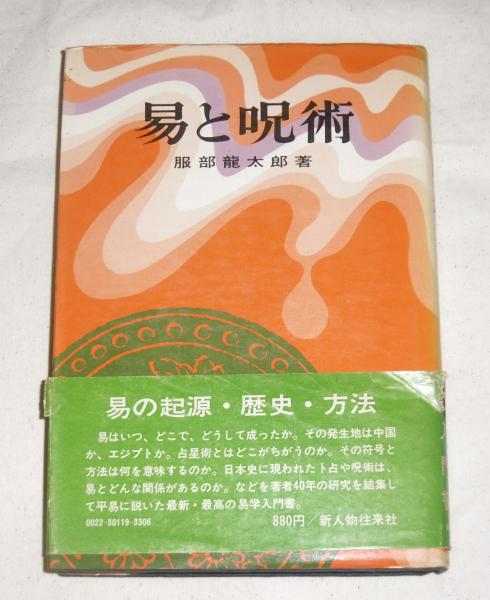 易と呪術
服部龍太郎著
易の起源・歴史・方法
易はいつ、どこで、どうして成ったか。その発生地は中国
か、エジプトか。占星術とはどこがちがうのか。その符号と
方法は何を意味するのか。日本史に現われた卜占や呪術は、
易とどんな関係があるのか。などを著者40年の研究を結集し
て平易に説いた最新・最高の易学入門書。
0022-30119-3306
880円／新人物往来社